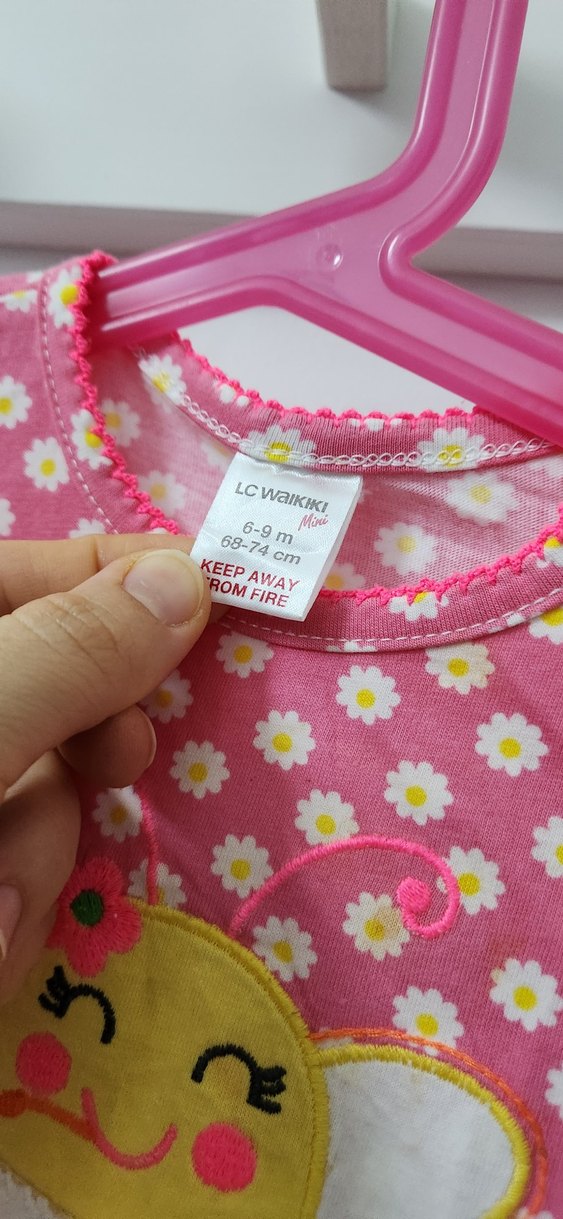 LC WAIKIKI
Mini
6-9 m
68-74 cm
KEEP AWAY
FROM FIRE